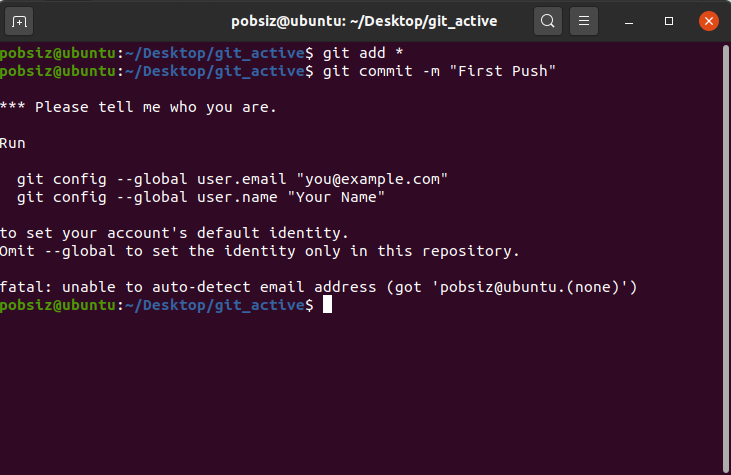 pobsiz@ubuntu: ~/Desktop/git_active
pobsiz@ubuntu:~/Desktop/git_active$ git add *
pobsiz@ubuntu:~/Desktop/git_active$ git commit -m "First Push"
*** Please tell me who you are.
Run
git config --global user.email "you@example.com"
git config --global user.name "Your Name"
to set your account's default identity.
Omit --global to set the identity only in this repository.
fatal: unable to auto-detect email address (got 'pobsiz@ubuntu.(none)')
pobsiz@ubuntu:~/Desktop/git_active$